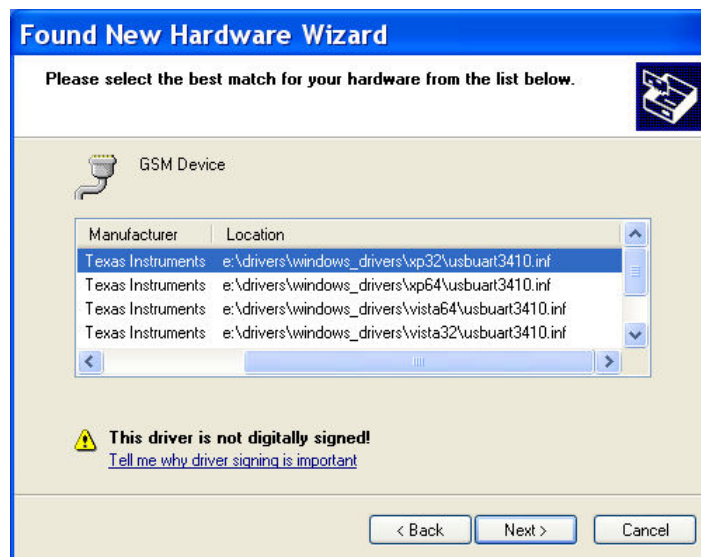 Found New Hardware Wizard
Please select the best match for your hardware from the list below.
GSM Device
Manufacturer Location
Texas Instruments e:\drivers\windows_drivers\xp32\usbuart3410.inf
Texas Instruments e:\drivers\windows_drivers\xp64\usbuart3410.inf
Texas Instruments e:\drivers\windows_drivers\vista64\usbuart3410.inf
Texas Instruments e:\drivers\windows_drivers\vista32\usbuart3410.inf
This driver is not digitally signed!
Tell me why driver signing is important
< Back Next > Cancel